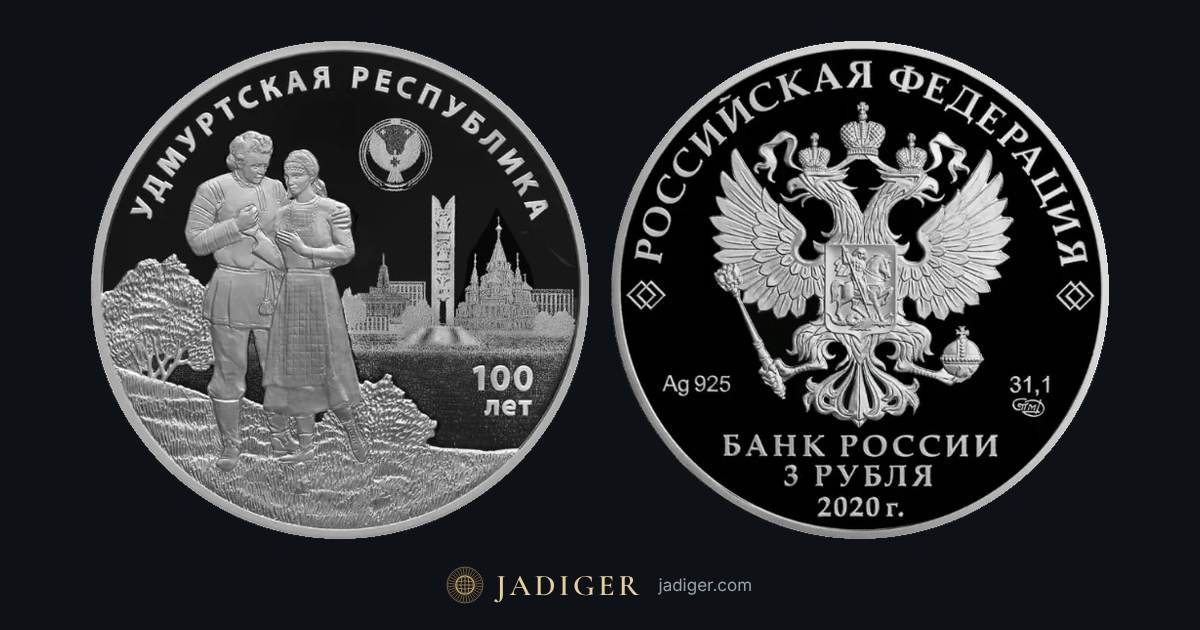 УДМУРТСКАЯ РЕСПУБЛИКА
100
лет
РОССИЙСКАЯ ФЕДЕРАЦИЯ
Ag 925
31,1
БАНК РОССИИ
3 РУБЛЯ
2020 г.
JADIGER jadiger.com